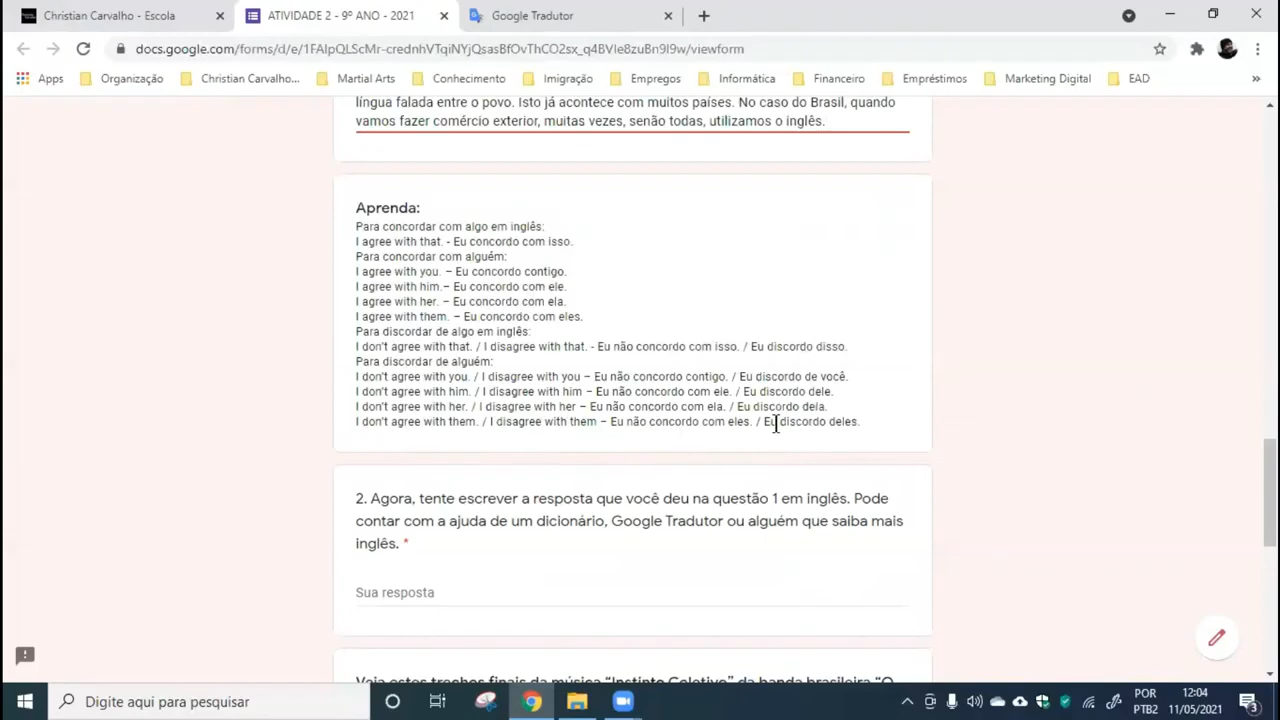 Christian Carvalho - Escola
ATIVIDADE 2 - 9º ANO - 2021
Google Tradutor
docs.google.com/forms/d/e/1FAIpQLScMr-crednhVTqiNYjQsasBfOvThCO2sx_q4BVIe8zuBn9I9w/viewform
Apps
Organização
Christian Carvalho...
Martial Arts
Conhecimento
Imigração
Empregos
Informática
Financeiro
Empréstimos
Marketing Digital
EAD
»
língua falada entre o povo. Isto já acontece com muitos países. No caso do Brasil, quando
vamos fazer comércio exterior, muitas vezes, senão todas, utilizamos o inglês.
Aprenda:
Para concordar com algo em inglês:
I agree with that. - Eu concordo com isso.
Para concordar com alguém:
I agree with you. – Eu concordo contigo.
I agree with him.– Eu concordo com ele.
I agree with her. – Eu concordo com ela.
I agree with them. – Eu concordo com eles.
Para discordar de algo em inglês:
I don't agree with that. / I disagree with that. - Eu não concordo com isso. / Eu discordo disso.
Para discordar de alguém:
I don't agree with you. / I disagree with you – Eu não concordo contigo. / Eu discordo de você.
I don't agree with him. / I disagree with him – Eu não concordo com ele. / Eu discordo dele.
I don't agree with her. / I disagree with her – Eu não concordo com ela. / Eu discordo dela.
I don't agree with them. / I disagree with them – Eu não concordo com eles. / Eu discordo deles.
2. Agora, tente escrever a resposta que você deu na questão 1 em inglês. Pode
contar com a ajuda de um dicionário, Google Tradutor ou alguém que saiba mais
inglês. *
Sua resposta
Veja estes trechos finais da música “Instinto Coletivo” da banda brasileira “O
Digite aqui para pesquisar
POR
PTB2
12:04
11/05/2021
3